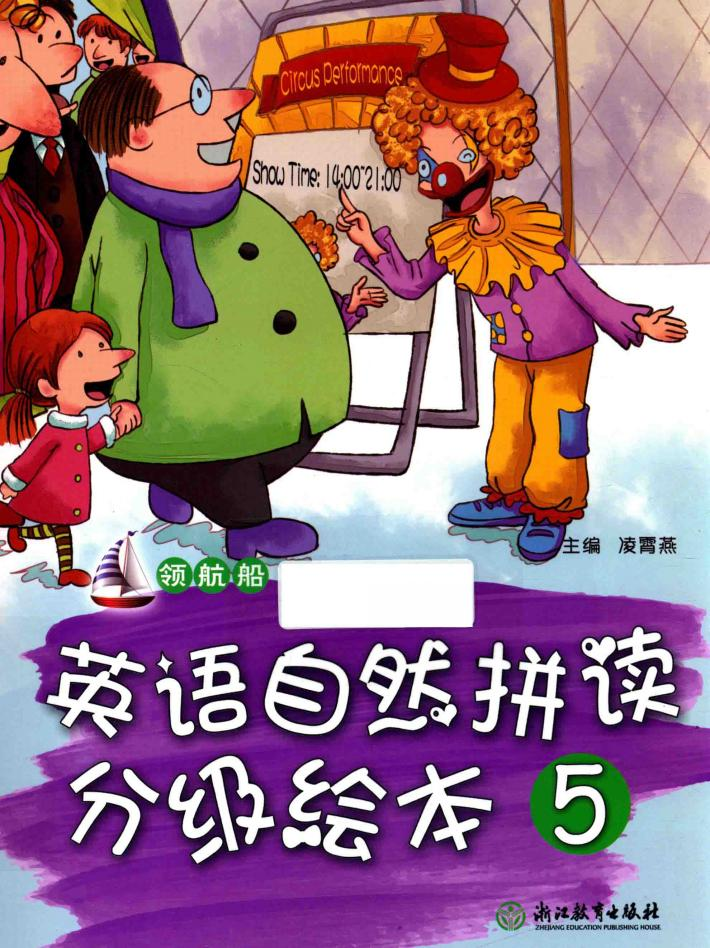 Circus Performance
Show Time: 14:00~21:00
主编 凌霄燕
领航船
英语自然拼读
分级绘本 5
浙江教育出版社
ZHEJIANG EDUCATION PUBLISHING HOUSE